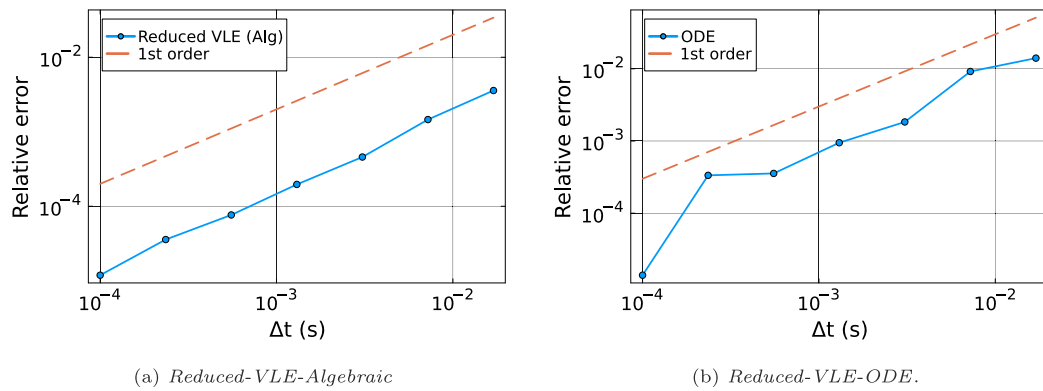 Relative error
10⁻²
10⁻⁴
Reduced VLE (Alg)
1st order
10⁻⁴
10⁻³
10⁻²
Δt (s)
(a) Reduced-VLE-Algebraic
Relative error
10⁻²
10⁻³
10⁻⁴
ODE
1st order
10⁻⁴
10⁻³
10⁻²
Δt (s)
(b) Reduced-VLE-ODE.